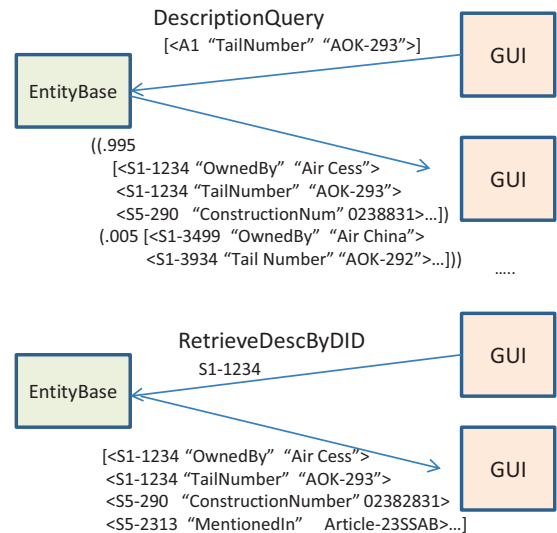 DescriptionQuery
[<A1 “TailNumber” “AOK-293”>]
GUI
EntityBase
GUI
((.995
[<S1-1234 “OwnedBy” “Air Cess”>
<S1-1234 “TailNumber” “AOK-293”>
<S5-290 “ConstructionNum” 0238831>...])
(.005 [<S1-3499 “OwnedBy” “Air China”>
<S1-3934 “Tail Number” “AOK-292”>...]))
.....
RetrieveDescByDID
S1-1234
GUI
EntityBase
GUI
[<S1-1234 “OwnedBy” “Air Cess”>
<S1-1234 “TailNumber” “AOK-293”>
<S5-290 “ConstructionNumber” 02382831>
<S5-2313 “MentionedIn” Article-23SSAB>...]